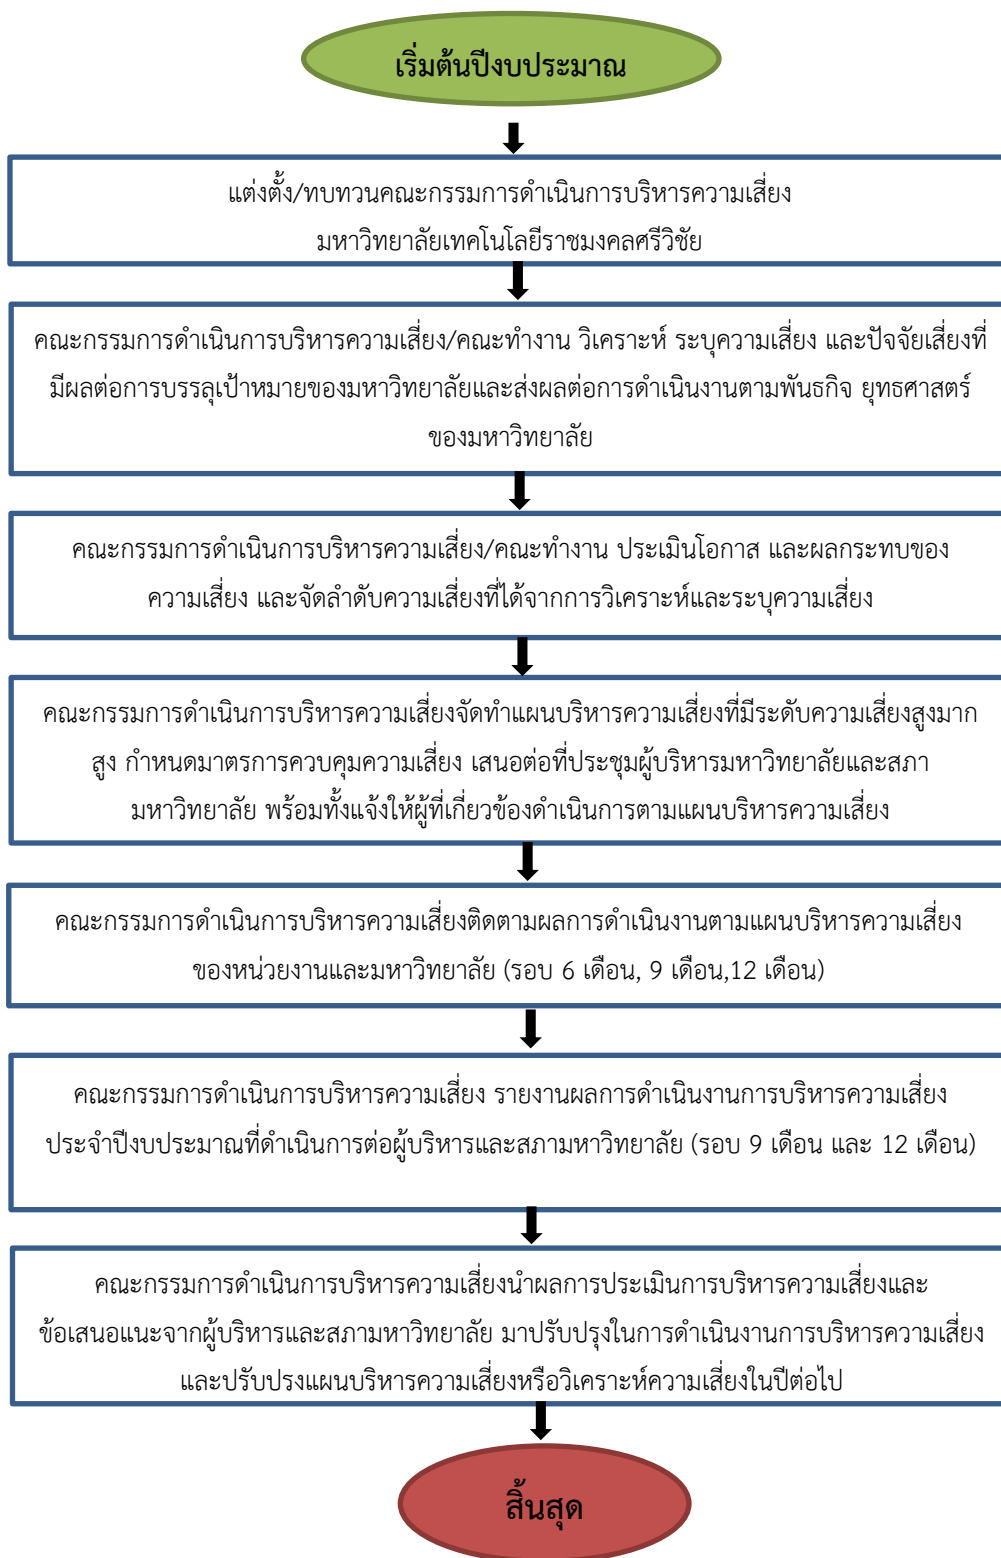 เริ่มต้นปีงบประมาณ
แต่งตั้ง/ทบทวนคณะกรรมการดำเนินการบริหารความเสี่ยง
มหาวิทยาลัยเทคโนโลยีราชมงคลศรีวิชัย
คณะกรรมการดำเนินการบริหารความเสี่ยง/คณะทำงาน วิเคราะห์ ระบุความเสี่ยง และปัจจัยเสี่ยงที่
มีผลต่อการบรรลุเป้าหมายของมหาวิทยาลัยและส่งผลต่อการดำเนินงานตามพันธกิจ ยุทธศาสตร์
ของมหาวิทยาลัย
คณะกรรมการดำเนินการบริหารความเสี่ยง/คณะทำงาน ประเมินโอกาส และผลกระทบของ
ความเสี่ยง และจัดลำดับความเสี่ยงที่ได้จากการวิเคราะห์และระบุความเสี่ยง
คณะกรรมการดำเนินการบริหารความเสี่ยงจัดทำแผนบริหารความเสี่ยงที่มีระดับความเสี่ยงสูงมาก
สูง กำหนดมาตรการควบคุมความเสี่ยง เสนอต่อที่ประชุมผู้บริหารมหาวิทยาลัยและสภา
มหาวิทยาลัย พร้อมทั้งแจ้งให้ผู้ที่เกี่ยวข้องดำเนินการตามแผนบริหารความเสี่ยง
คณะกรรมการดำเนินการบริหารความเสี่ยงติดตามผลการดำเนินงานตามแผนบริหารความเสี่ยง
ของหน่วยงานและมหาวิทยาลัย (รอบ 6 เดือน, 9 เดือน,12 เดือน)
คณะกรรมการดำเนินการบริหารความเสี่ยง รายงานผลการดำเนินงานการบริหารความเสี่ยง
ประจำปีงบประมาณที่ดำเนินการต่อผู้บริหารและสภามหาวิทยาลัย (รอบ 9 เดือน และ 12 เดือน)
คณะกรรมการดำเนินการบริหารความเสี่ยงนำผลการประเมินการบริหารความเสี่ยงและ
ข้อเสนอแนะจากผู้บริหารและสภามหาวิทยาลัย มาปรับปรุงในการดำเนินงานการบริหารความเสี่ยง
และปรับปรงแผนบริหารความเสี่ยงหรือวิเคราะห์ความเสี่ยงในปีต่อไป
สิ้นสุด